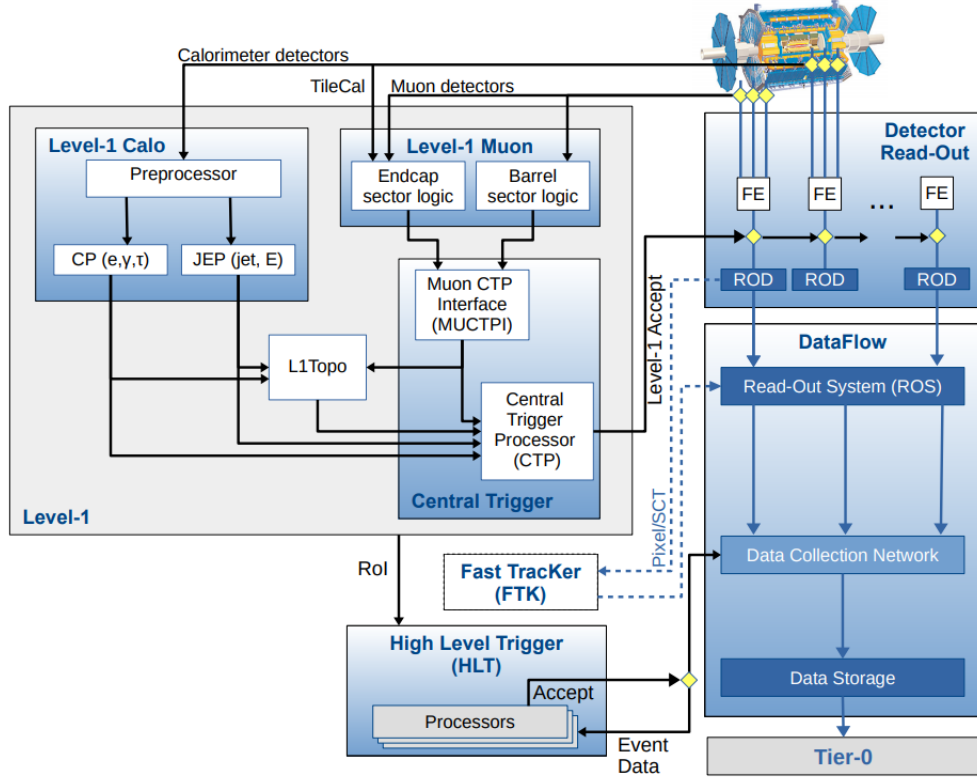 Calorimeter detectors
TileCal
Muon detectors
Level-1 Calo
Preprocessor
CP (e,γ,τ)
JEP (jet, E)
Level-1 Muon
Endcap
sector logic
Barrel
sector logic
Muon CTP
Interface
(MUCTPI)
L1Topo
Central
Trigger
Processor
(CTP)
Central Trigger
Level-1
Level-1 Accept
Detector
Read-Out
FE
FE
...
FE
ROD
ROD
ROD
DataFlow
Read-Out System (ROS)
Data Collection Network
Data Storage
Tier-0
Pixel/SCT
RoI
Fast TracKer
(FTK)
High Level Trigger
(HLT)
Accept
Processors
Event
Data